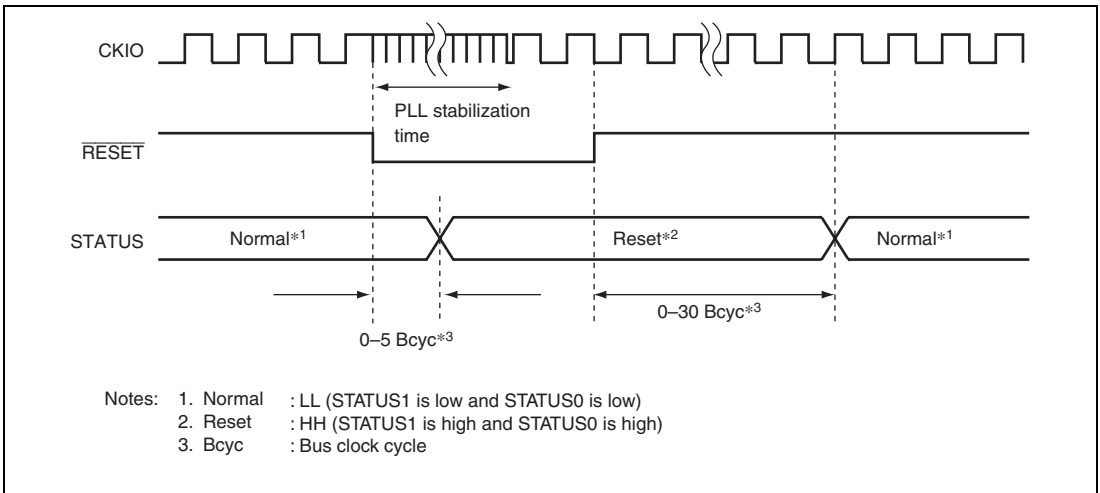 CKIO
PLL stabilization
time
RESET
STATUS
Normal*1
Reset*2
Normal*1
0–5 Bcyc*3
0–30 Bcyc*3
Notes: 1. Normal : LL (STATUS1 is low and STATUS0 is low)
2. Reset : HH (STATUS1 is high and STATUS0 is high)
3. Bcyc : Bus clock cycle